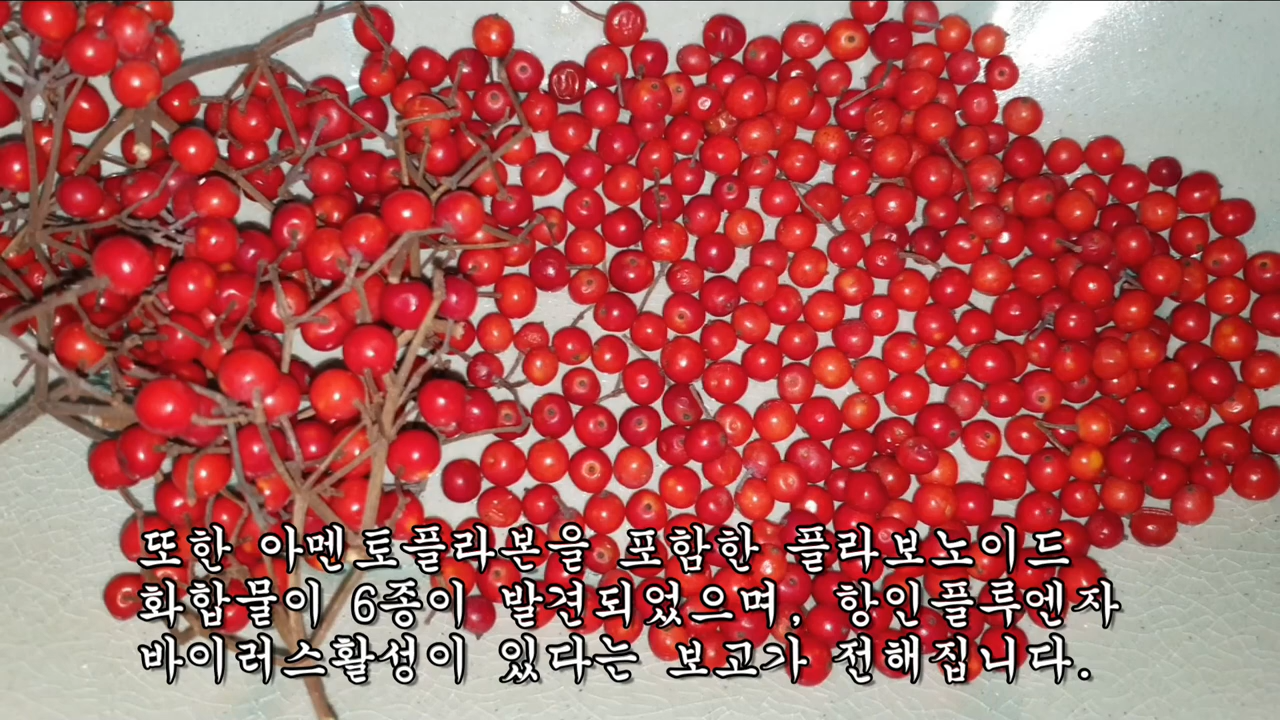 또한 아멘토플라본을 포함한 플라보노이드
화합물이 6종이 발견되었으며, 항인플루엔자
바이러스활성이 있다는 보고가 전해집니다.